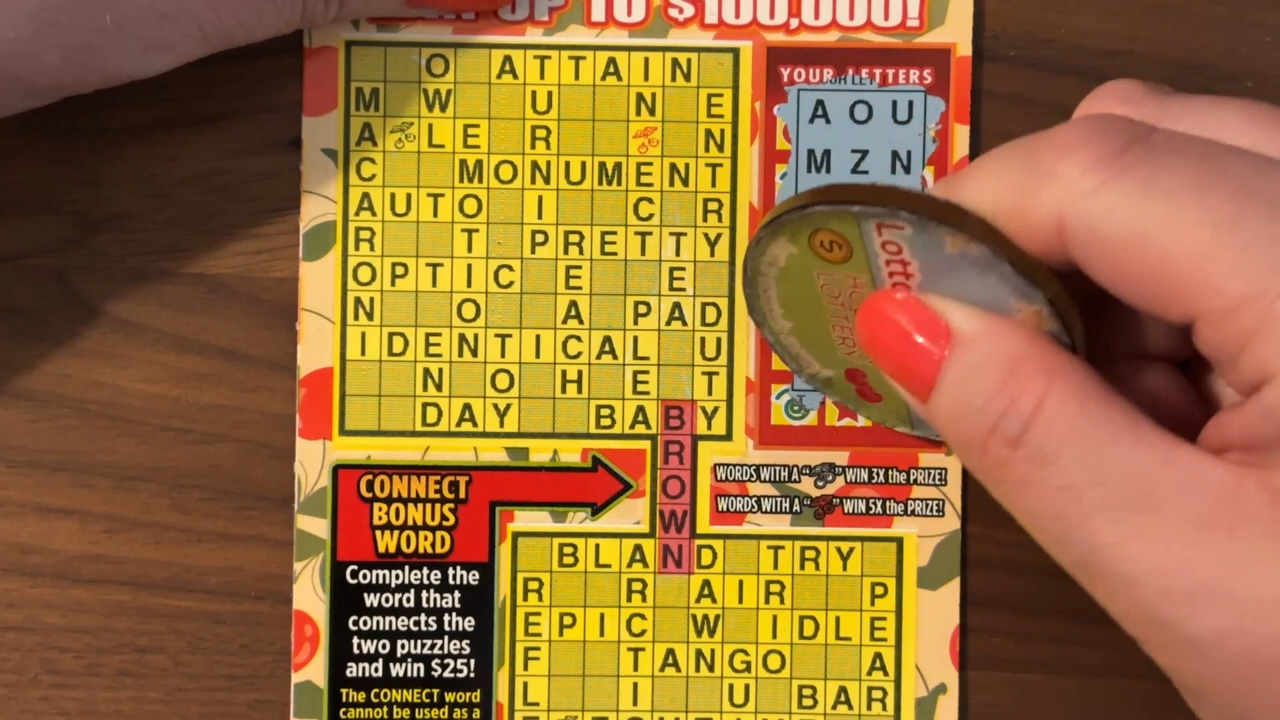 UP TO $100,000!
O ATTAIN
M W U N E
A LE R N
C MONUMENT
AUTO I C R
R T PRETTY
OPTIC E E
N O A PAD
IDENTICAL U
N O H E T
DAY BABY
R
O
W
BLAND TRY
R R AIR P
EPIC W IDLE
F TANGO A
L I U BAR
YOUR LETTERS
A O U
M Z N
Lotto
LOTTERY
$
WORDS WITH A " " WIN 3X the PRIZE!
WORDS WITH A " " WIN 5X the PRIZE!
CONNECT
BONUS
WORD
Complete the
word that
connects the
two puzzles
and win $25!
The CONNECT word
cannot be used as a